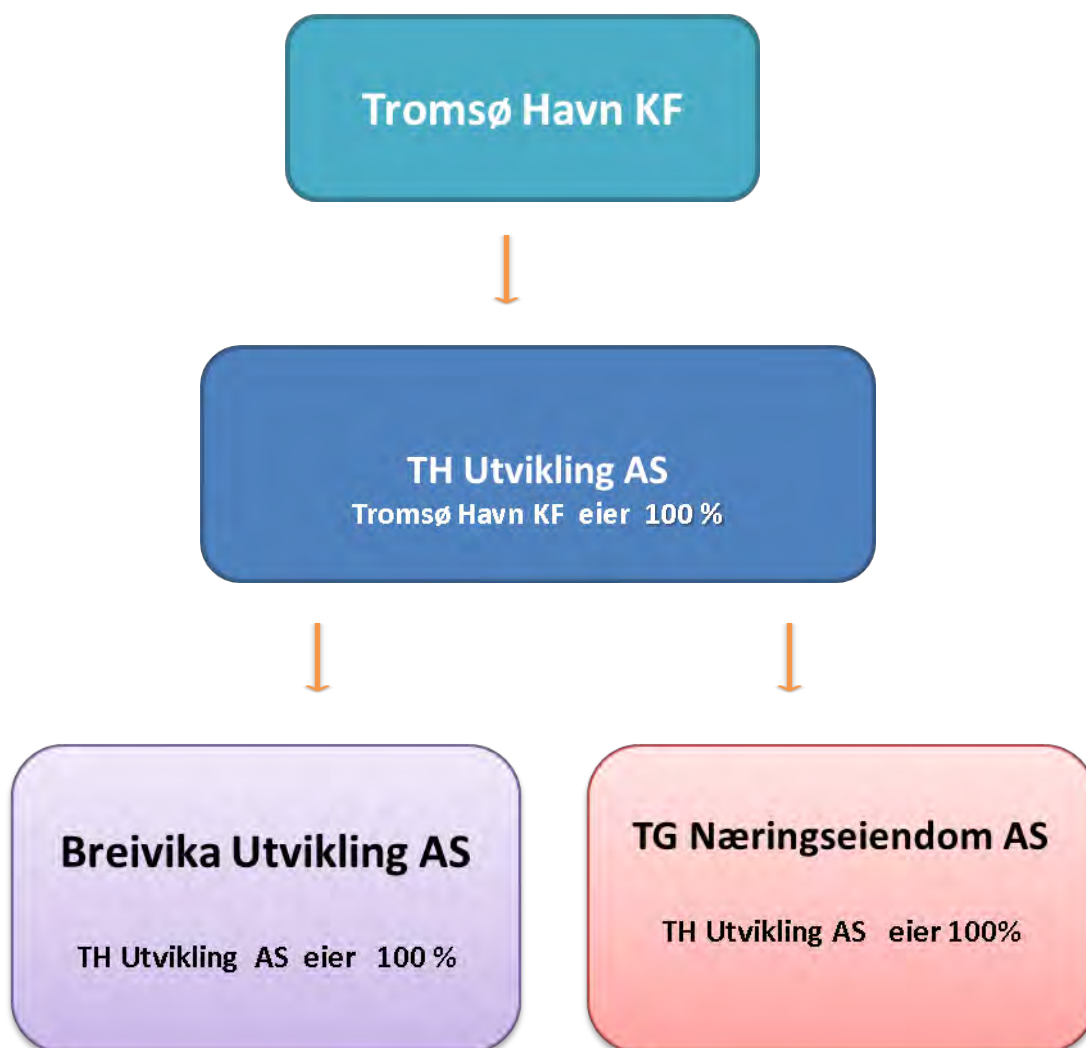 Tromsø Havn KF
TH Utvikling AS
Tromsø Havn KF eier 100 %
Breivika Utvikling AS
TH Utvikling AS eier 100 %
TG Næringseiendom AS
TH Utvikling AS eier 100%